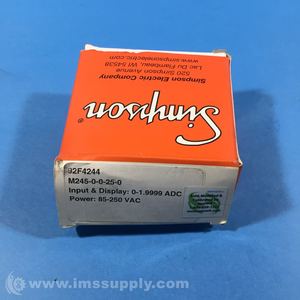 Simpson Electric Company
520 Simpson Avenue
Lac Du Flambeau, WI 54538
www.simpsonelectric.com
Simpson
®
92F4244
M245-0-0-25-0
Input & Display: 0-1.9999 ADC
Power: 85-250 VAC
© www.imssupply.com